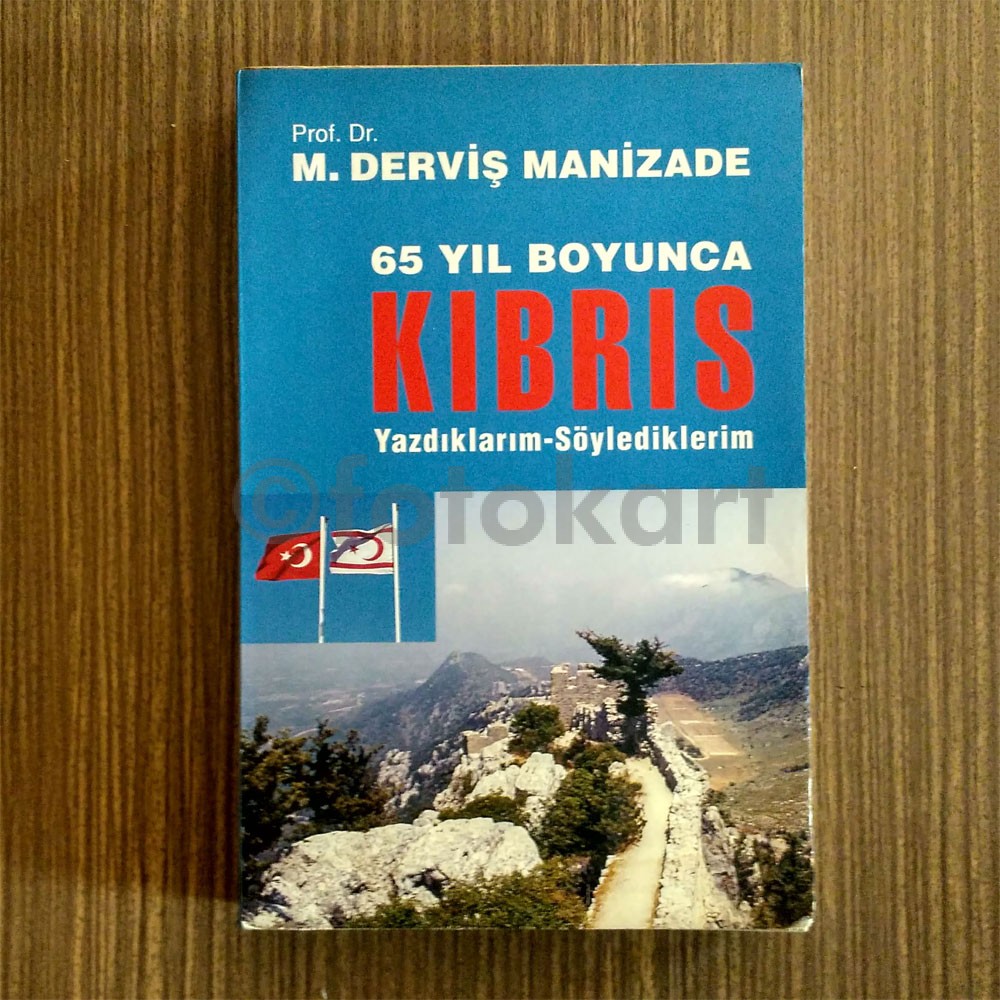 Prof. Dr.
M. DERVİŞ MANİZADE
65 YIL BOYUNCA
KIBRIS
Yazdıklarım-Söylediklerim
©fotokart